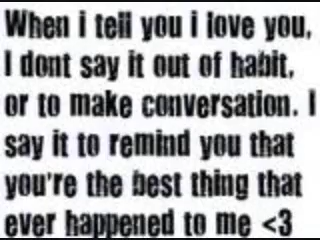 When i tell you i love you,
I dont say it out of habit,
or to make conversation. I
say it to remind you that
you're the best thing that
ever happened to me <3